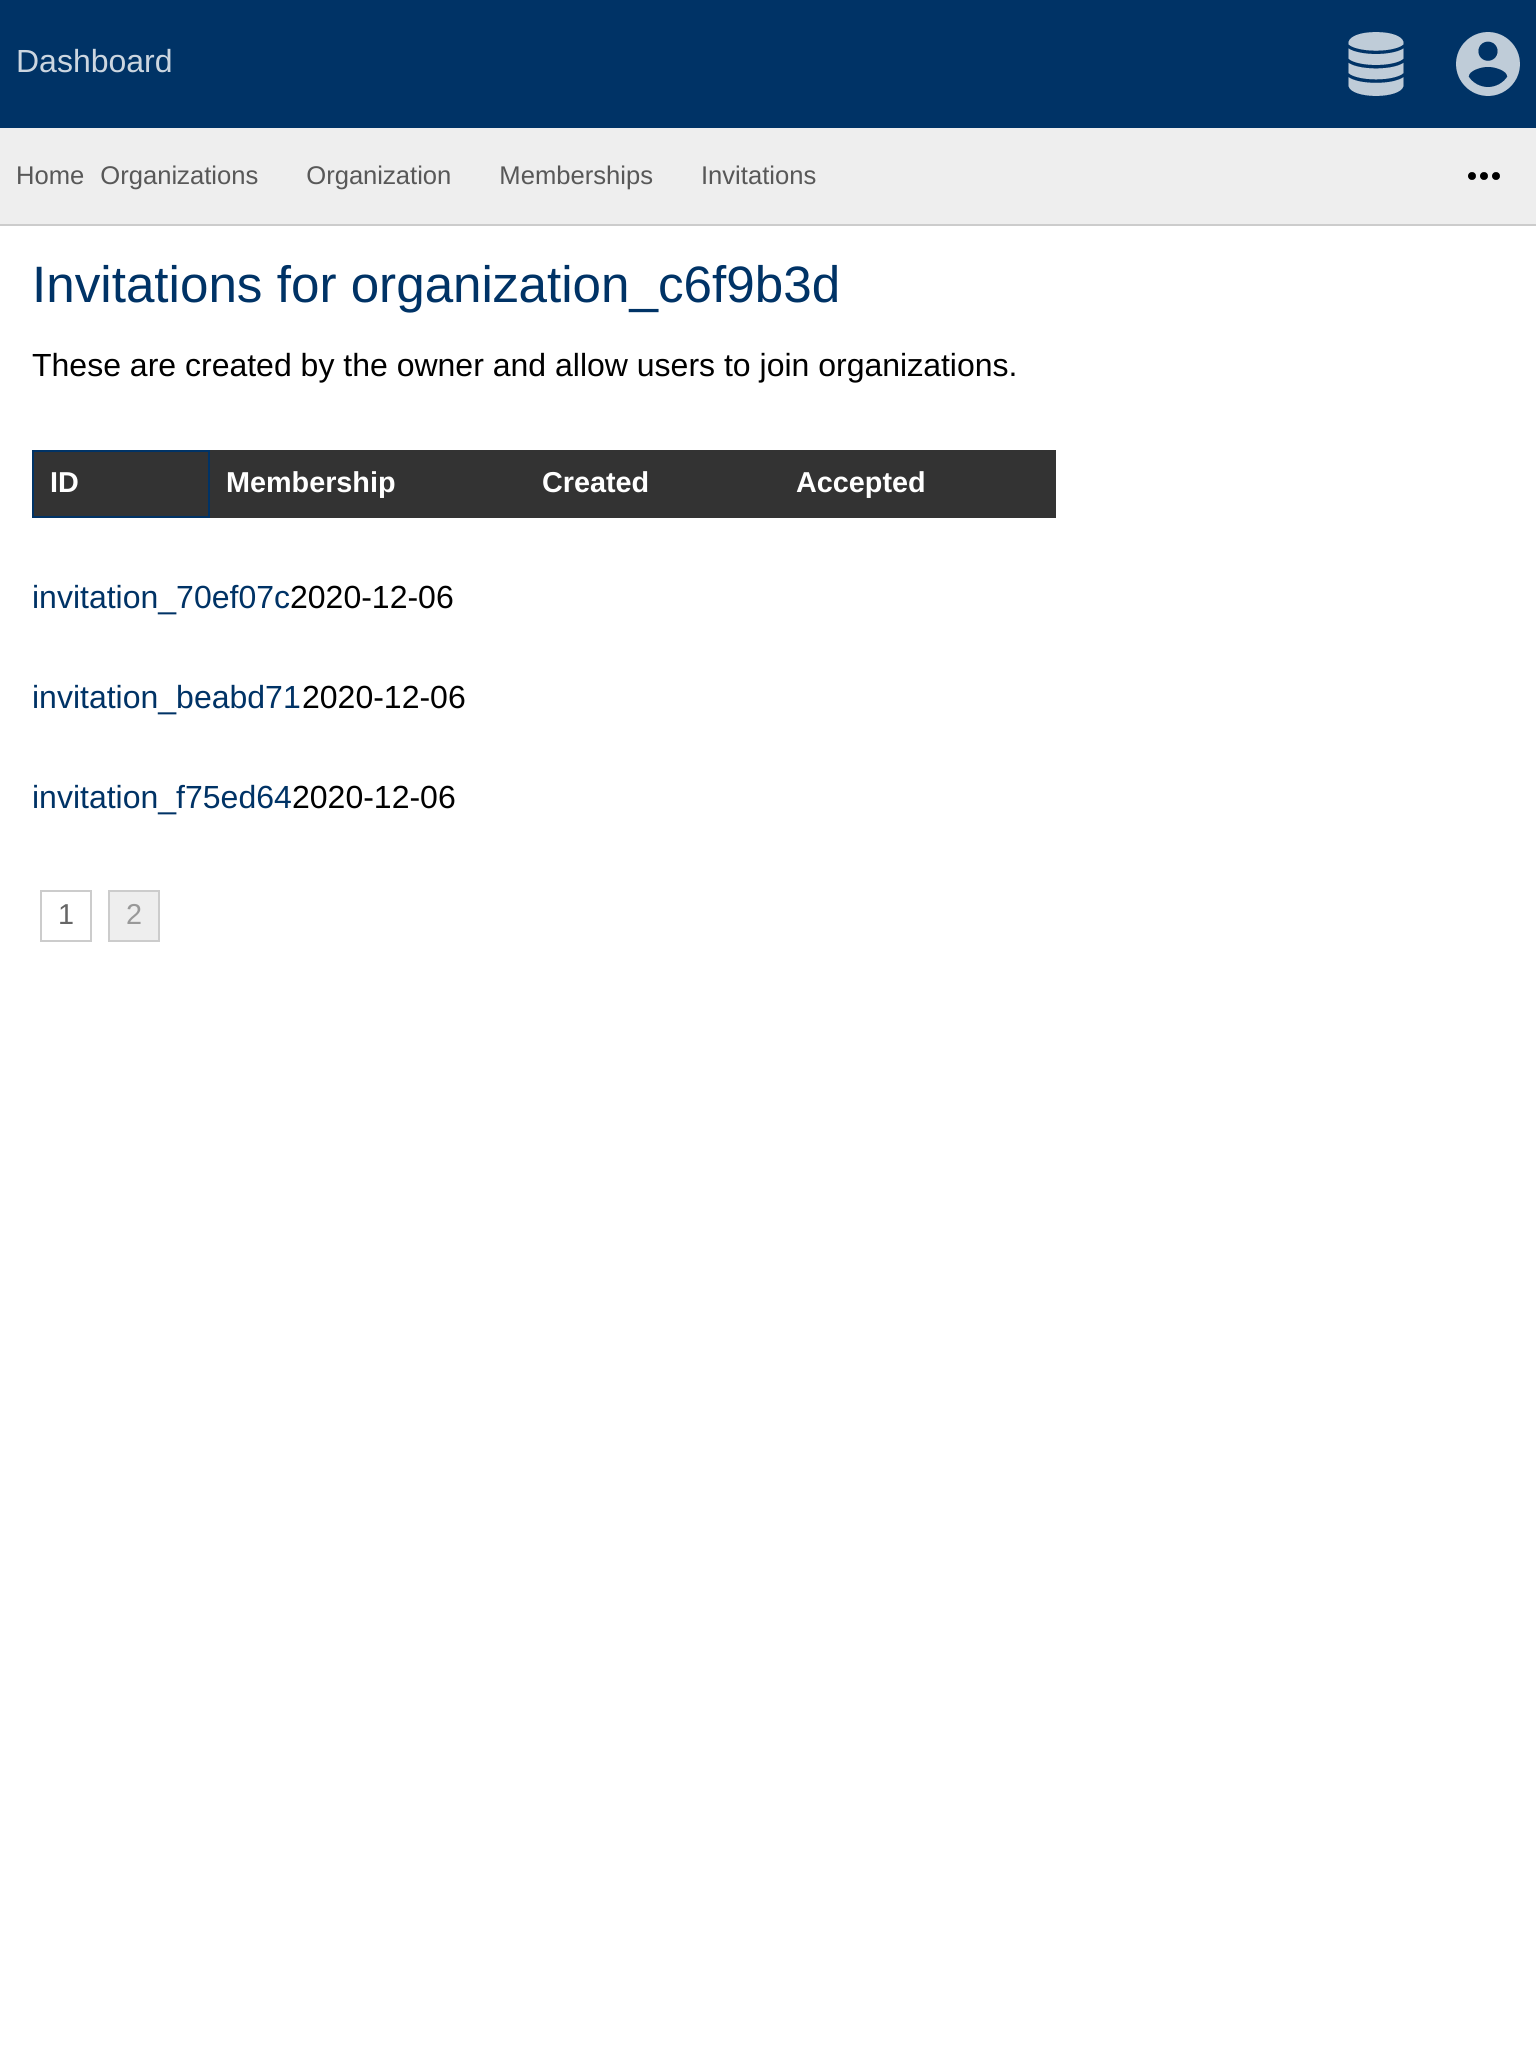 Dashboard
Home Organizations Organization Memberships Invitations
Invitations for organization_c6f9b3d
These are created by the owner and allow users to join organizations.
ID Membership Created Accepted
invitation_70ef07c2020-12-06
invitation_beabd712020-12-06
invitation_f75ed642020-12-06
1 2